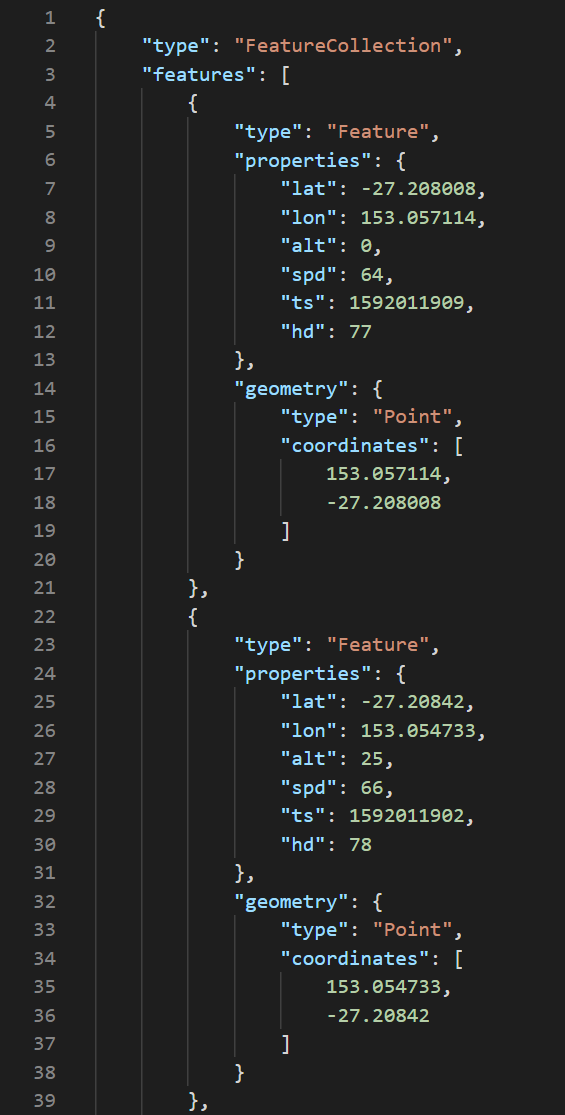 1 {
2 "type": "FeatureCollection",
3 "features": [
4 {
5 "type": "Feature",
6 "properties": {
7 "lat": -27.208008,
8 "lon": 153.057114,
9 "alt": 0,
10 "spd": 64,
11 "ts": 1592011909,
12 "hd": 77
13 },
14 "geometry": {
15 "type": "Point",
16 "coordinates": [
17 153.057114,
18 -27.208008
19 ]
20 }
21 },
22 {
23 "type": "Feature",
24 "properties": {
25 "lat": -27.20842,
26 "lon": 153.054733,
27 "alt": 25,
28 "spd": 66,
29 "ts": 1592011902,
30 "hd": 78
31 },
32 "geometry": {
33 "type": "Point",
34 "coordinates": [
35 153.054733,
36 -27.20842
37 ]
38 }
39 },